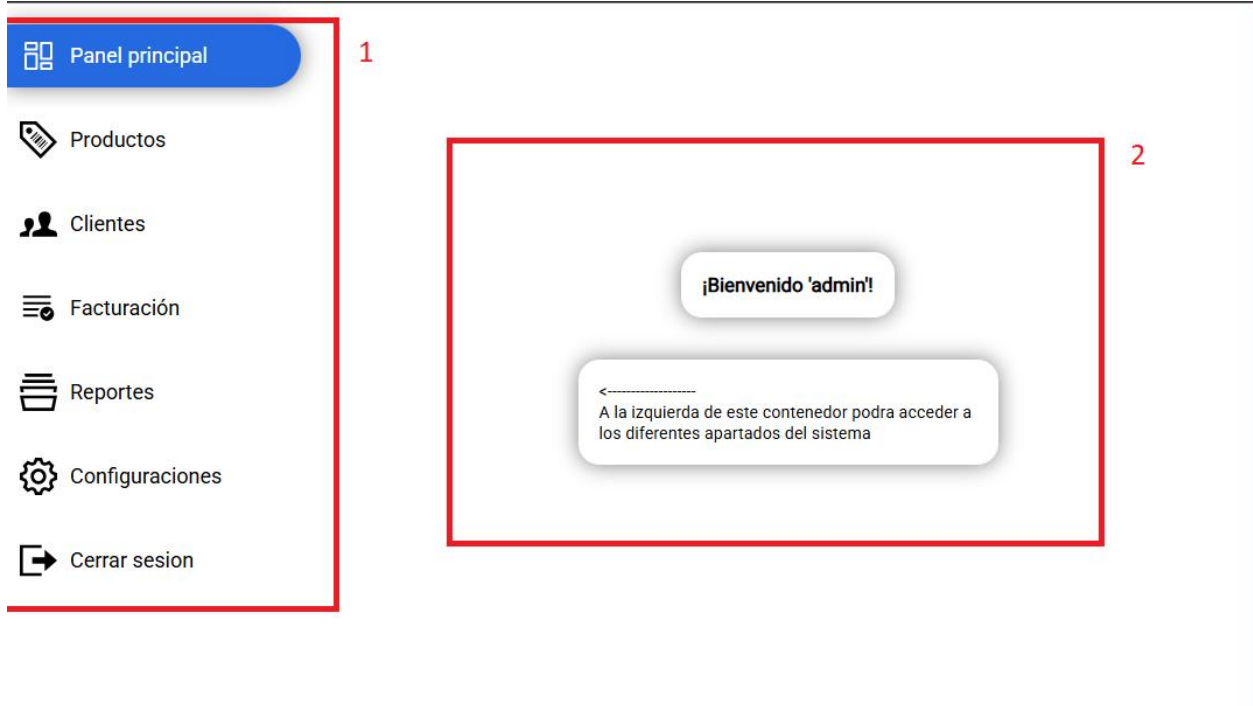 Panel principal
1
Productos
2
Clientes
¡Bienvenido 'admin'!
Facturación
<-------------------
A la izquierda de este contenedor podra acceder a
los diferentes apartados del sistema
Reportes
Configuraciones
Cerrar sesion